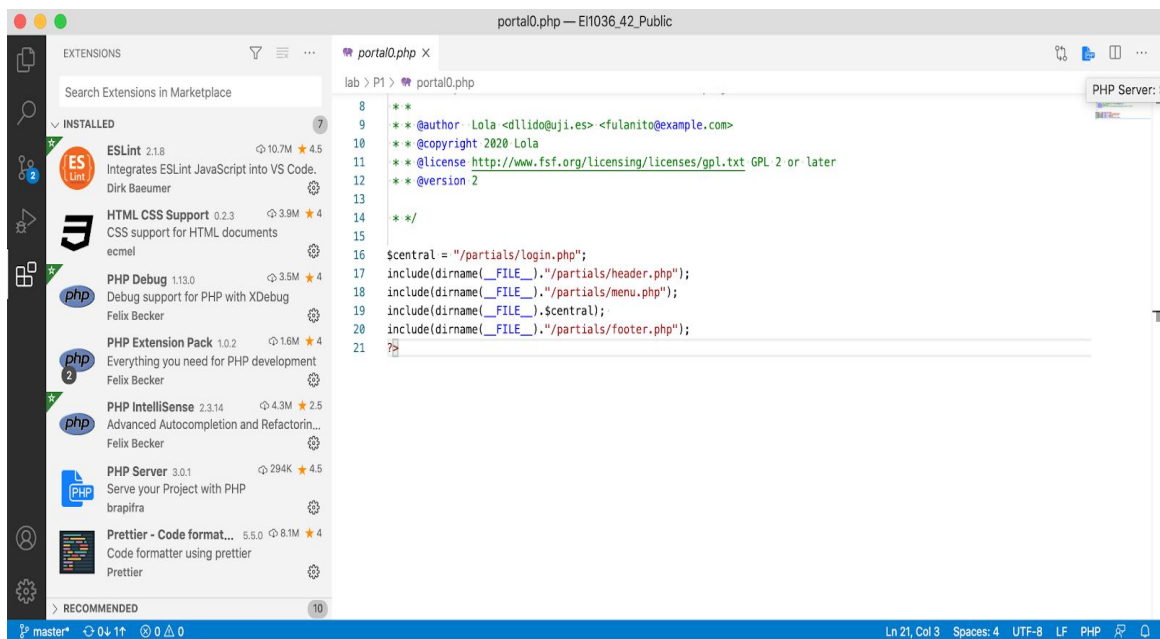 portal0.php — EI1036_42_Public
EXTENSIONS
portal0.php
Search Extensions in Marketplace
lab > P1 > portal0.php
PHP Server:
INSTALLED 7
ESLint 2.1.8 10.7M ★ 4.5
Integrates ESLint JavaScript into VS Code.
Dirk Baeumer
HTML CSS Support 0.2.3 3.9M ★ 4
CSS support for HTML documents
ecmel
PHP Debug 1.13.0 3.5M ★ 4
Debug support for PHP with XDebug
Felix Becker
PHP Extension Pack 1.0.2 1.6M ★ 4
Everything you need for PHP development
Felix Becker
PHP IntelliSense 2.3.14 4.3M ★ 2.5
Advanced Autocompletion and Refactorin...
Felix Becker
PHP Server 3.0.1 294K ★ 4.5
Serve your Project with PHP
brapifra
Prettier - Code format... 5.5.0 8.1M ★ 4
Code formatter using prettier
Prettier
RECOMMENDED 10
ES
Lint
php
php
2
php
PHP
2
8 * *
9 * * @author Lola <dllido@uji.es> <fulanito@example.com>
10 * * @copyright 2020 Lola
11 * * @license http://www.fsf.org/licensing/licenses/gpl.txt GPL 2 or later
12 * * @version 2
13
14 * */
15
16 $central = "/partials/login.php";
17 include(dirname(__FILE__)."/partials/header.php");
18 include(dirname(__FILE__)."/partials/menu.php");
19 include(dirname(__FILE__).$central);
20 include(dirname(__FILE__)."/partials/footer.php");
21 ?>
master* 0↓ 1↑ 0 0 Ln 21, Col 3 Spaces: 4 UTF-8 LF PHP